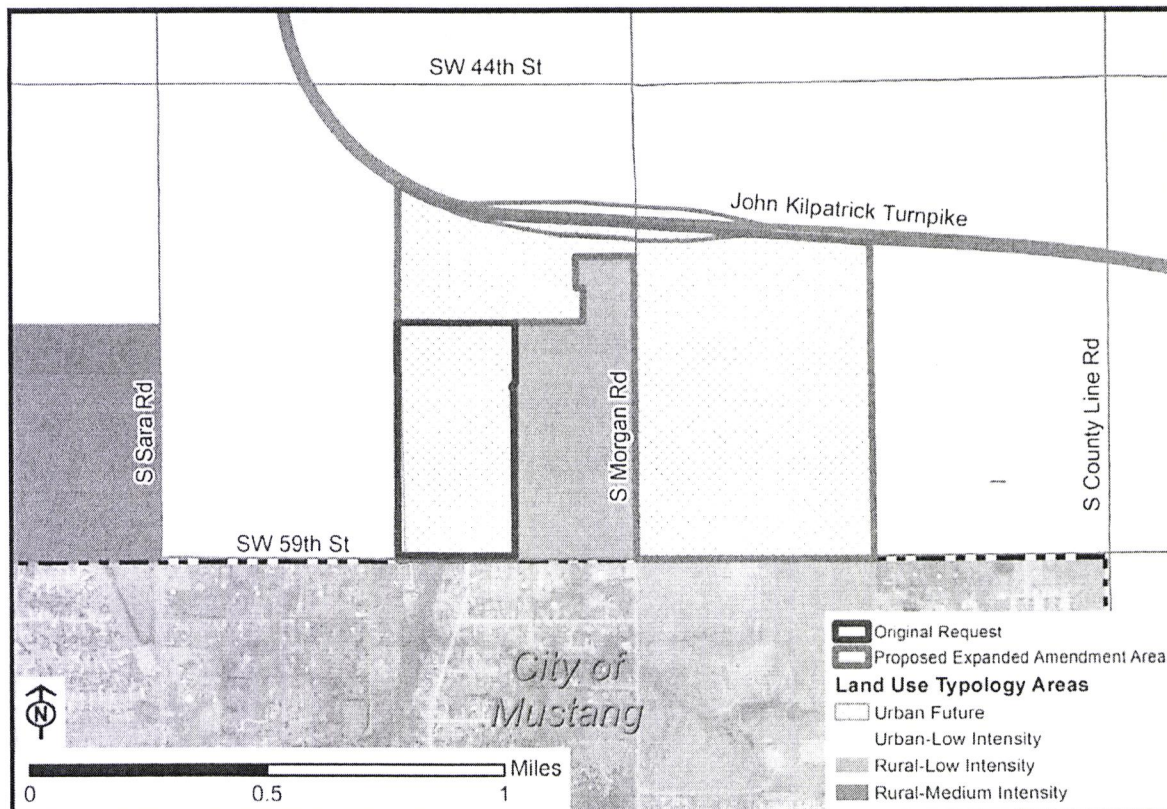 SW 44th St
John Kilpatrick Turnpike
S Sara Rd
S Morgan Rd
S County Line Rd
SW 59th St
City of
Mustang
N
0 0.5 1 Miles
Original Request
Proposed Expanded Amendment Area
Land Use Typology Areas
Urban Future
Urban-Low Intensity
Rural-Low Intensity
Rural-Medium Intensity